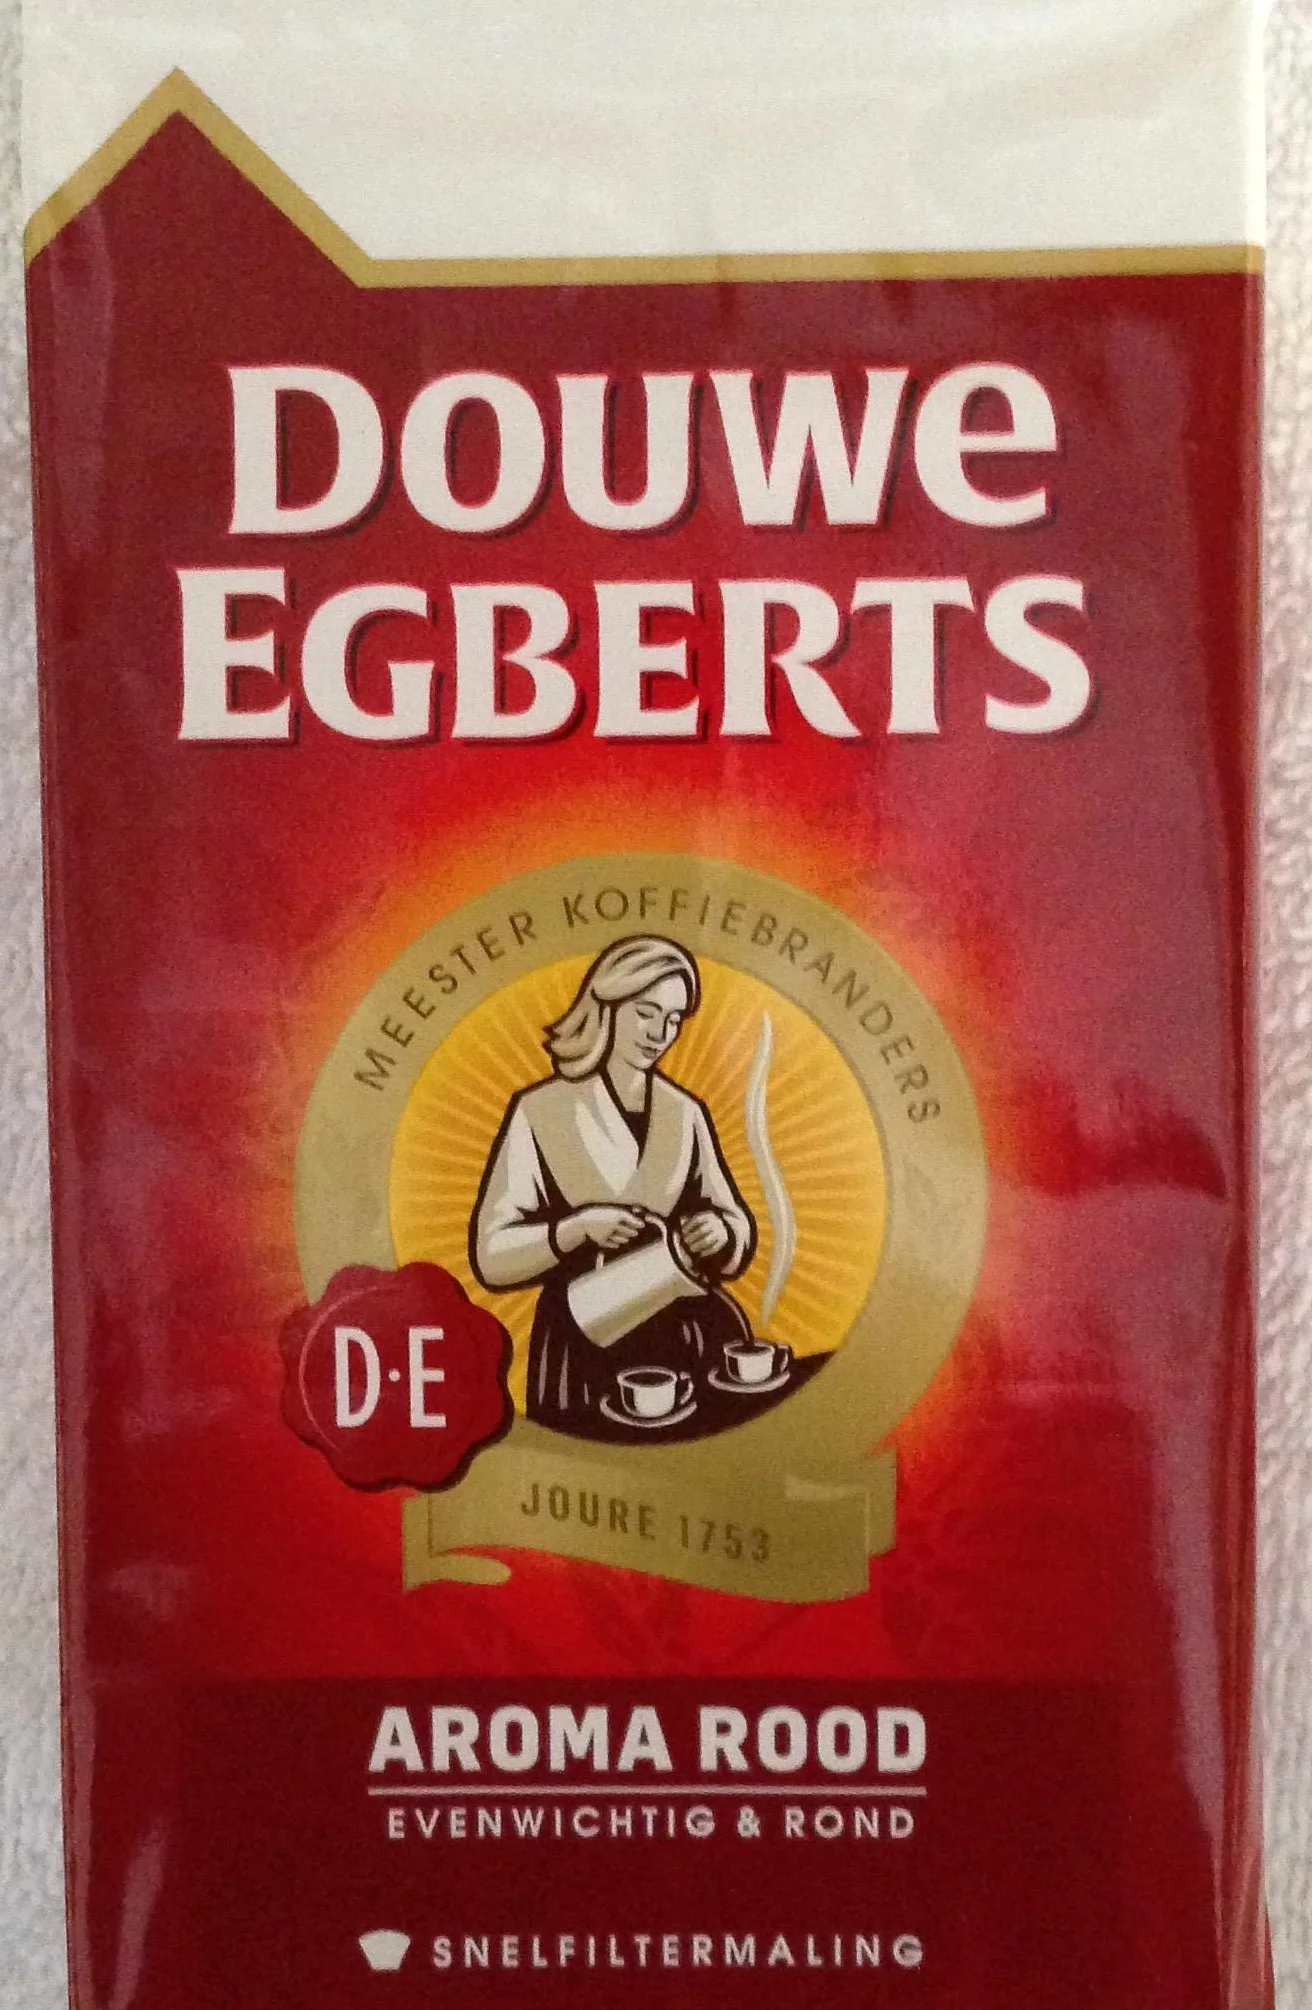 DOUWe
EGBERTS
MEESTER KOFFIEBRANDERS
D·E
JOURE 1753
AROMA ROOD
EVENWICHTIG & ROND
SNELFILTERMALING